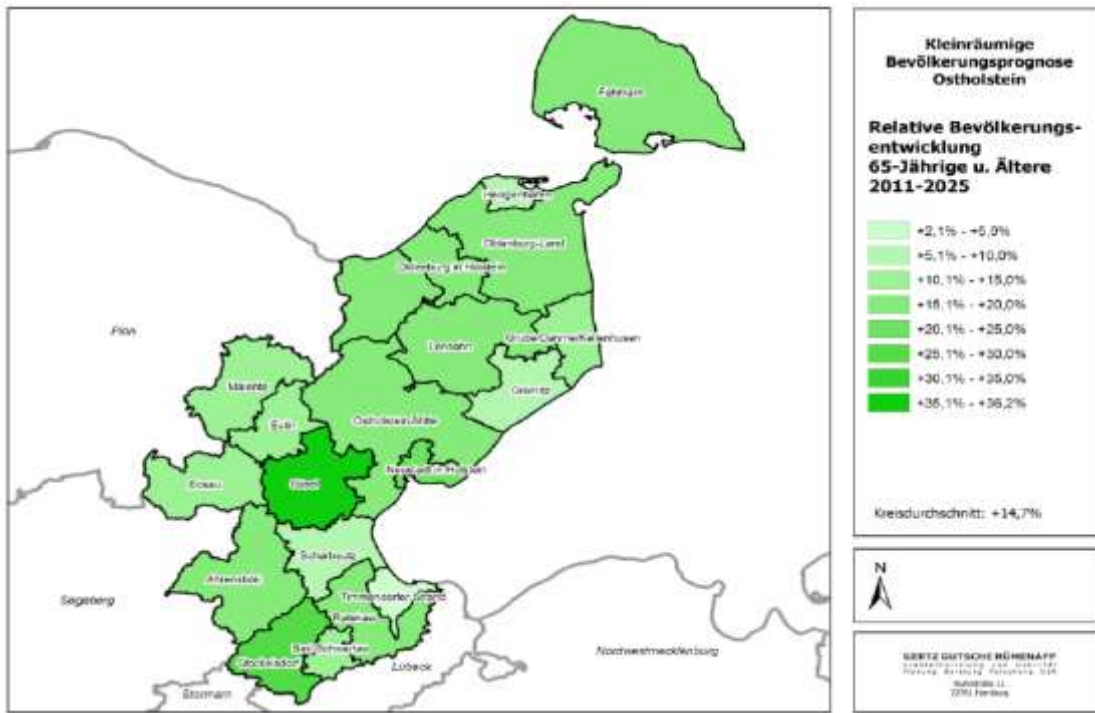 Kleinräumige
Bevölkerungsprognose
Ostholstein
Relative Bevölkerungs-
entwicklung
65-Jährige u. Ältere
2011-2025
+2,1% - +5,0%
+5,1% - +10,0%
+10,1% - +15,0%
+15,1% - +20,0%
+20,1% - +25,0%
+25,1% - +30,0%
+30,1% - +35,0%
+35,1% - +36,2%
Kreisdurchschnitt: +14,7%
N
GERTZ GUTSCHE RÜMENAPP
Fehmarn
Heiligenhafen
Oldenburg-Land
Oldenburg in Holstein
Plön
Lensahn
Grube/Dahme/Kellenhusen
Grömitz
Malente
Eutin
Ostholstein-Mitte
Neustadt in Holstein
Bosau
Süsel
Scharbeutz
Ahrensbök
Segeberg
Timmendorfer Strand
Ratekau
Bad Schwartau
Stockelsdorf
Lübeck
Nordwestmecklenburg
Stormarn